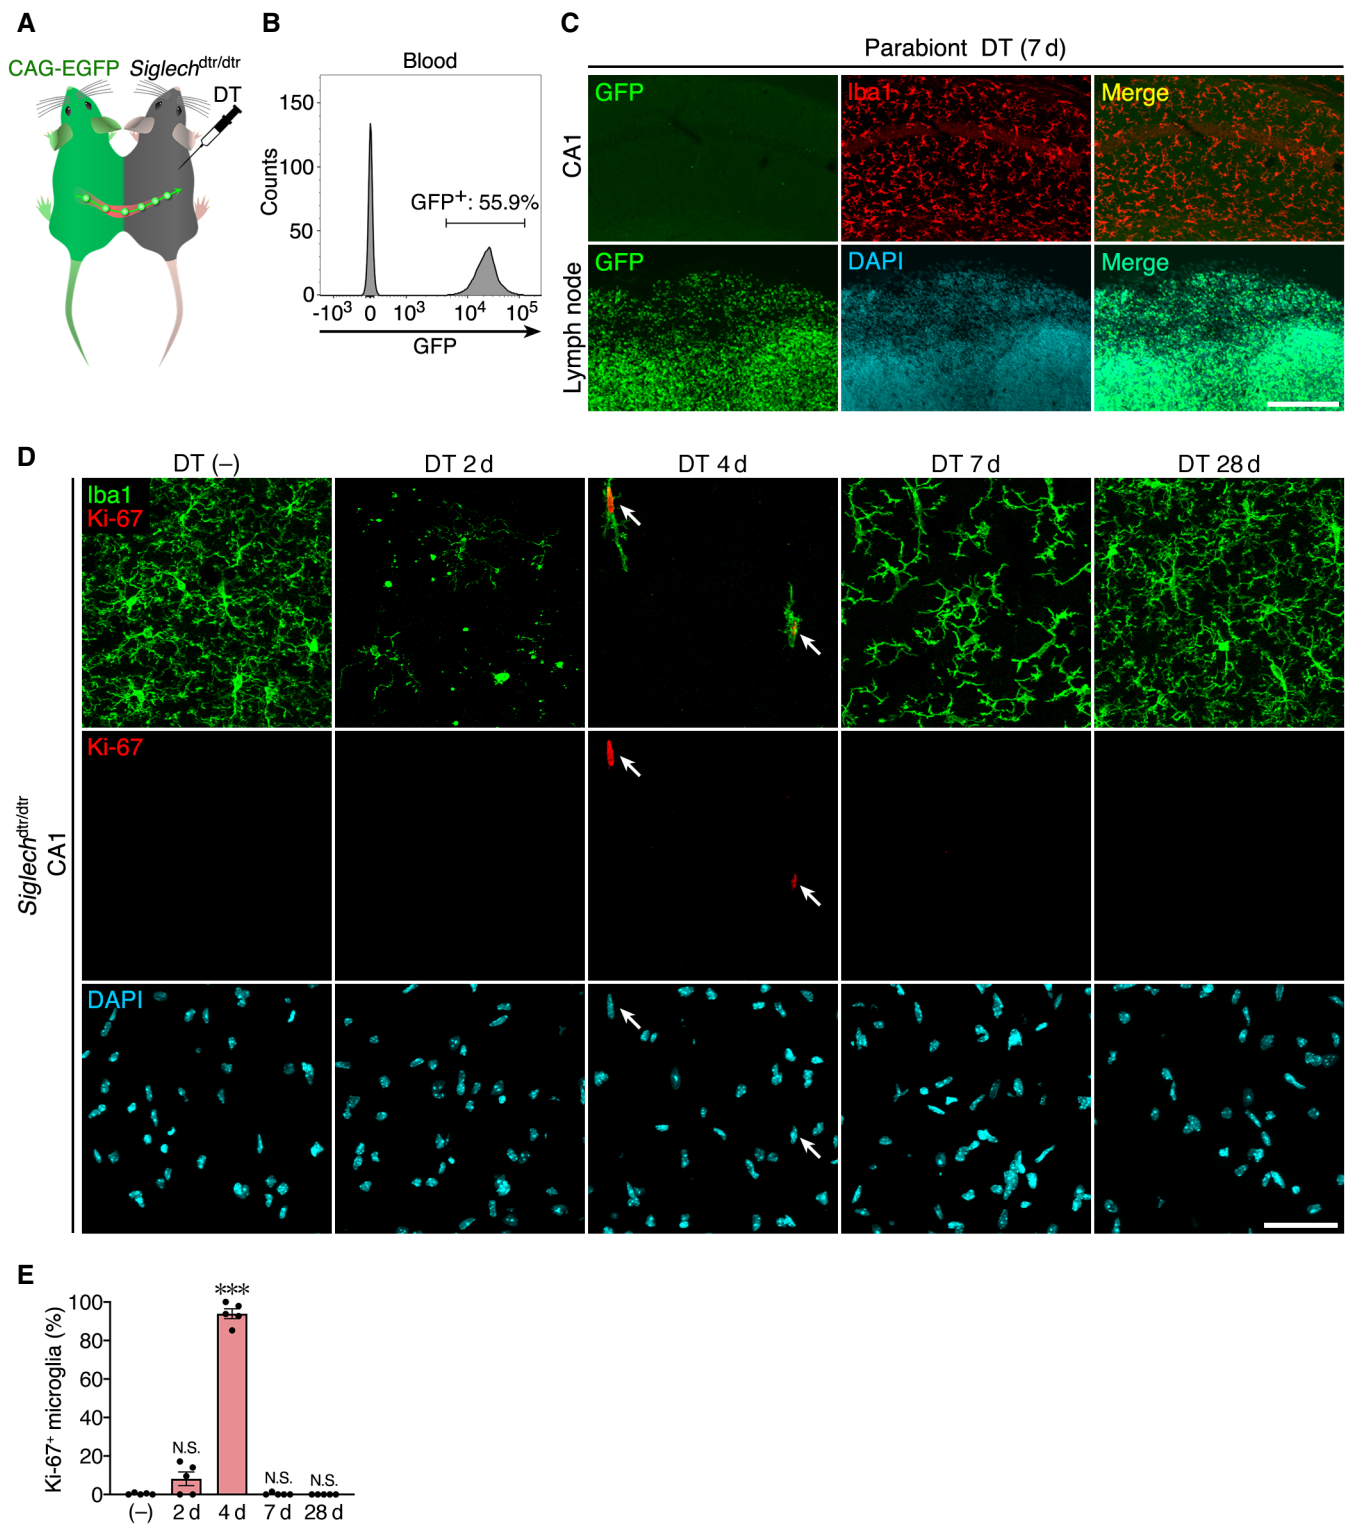 A
CAG-EGFP Siglech^dtr/dtr
DT
B
Blood
150
100
50
0
Counts
GFP⁺: 55.9%
-10³ 0 10³ 10⁴ 10⁵
GFP
C
Parabiont DT (7 d)
CA1
GFP
Iba1
Merge
Lymph node
GFP
DAPI
Merge
D
DT (–)
DT 2 d
DT 4 d
DT 7 d
DT 28 d
Siglech^dtr/dtr
CA1
Iba1
Ki-67
Ki-67
DAPI
E
Ki-67⁺ microglia (%)
100
80
60
40
20
0
N.S.
***
N.S.
N.S.
(–) 2 d 4 d 7 d 28 d